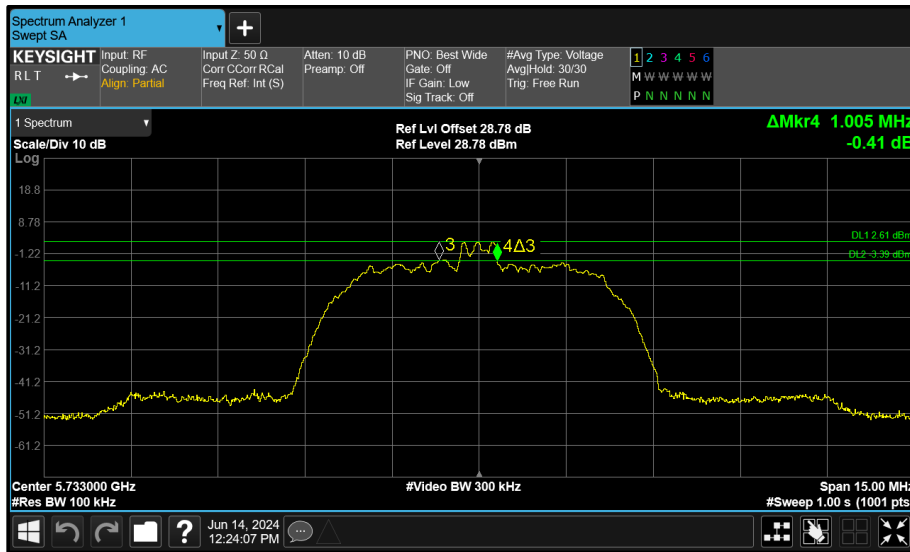 Spectrum Analyzer 1
Swept SA
KEYSIGHT
RLT
LXI
Input: RF
Coupling: AC
Align: Partial
Input Z: 50 Ω
Corr CCorr RCal
Freq Ref: Int (S)
Atten: 10 dB
Preamp: Off
PNO: Best Wide
Gate: Off
IF Gain: Low
Sig Track: Off
#Avg Type: Voltage
Avg|Hold: 30/30
Trig: Free Run
1 2 3 4 5 6
M W W W W W
P N N N N N
1 Spectrum
Scale/Div 10 dB
Ref Lvl Offset 28.78 dB
Ref Level 28.78 dBm
ΔMkr4 1.005 MHz
-0.41 dB
Log
18.8
8.78
-1.22
-11.2
-21.2
-31.2
-41.2
-51.2
-61.2
3
4Δ3
DL1 2.61 dBm
DL2 -3.39 dBm
Center 5.733000 GHz
#Video BW 300 kHz
Span 15.00 MHz
#Res BW 100 kHz
#Sweep 1.00 s (1001 pts
?
Jun 14, 2024
12:24:07 PM